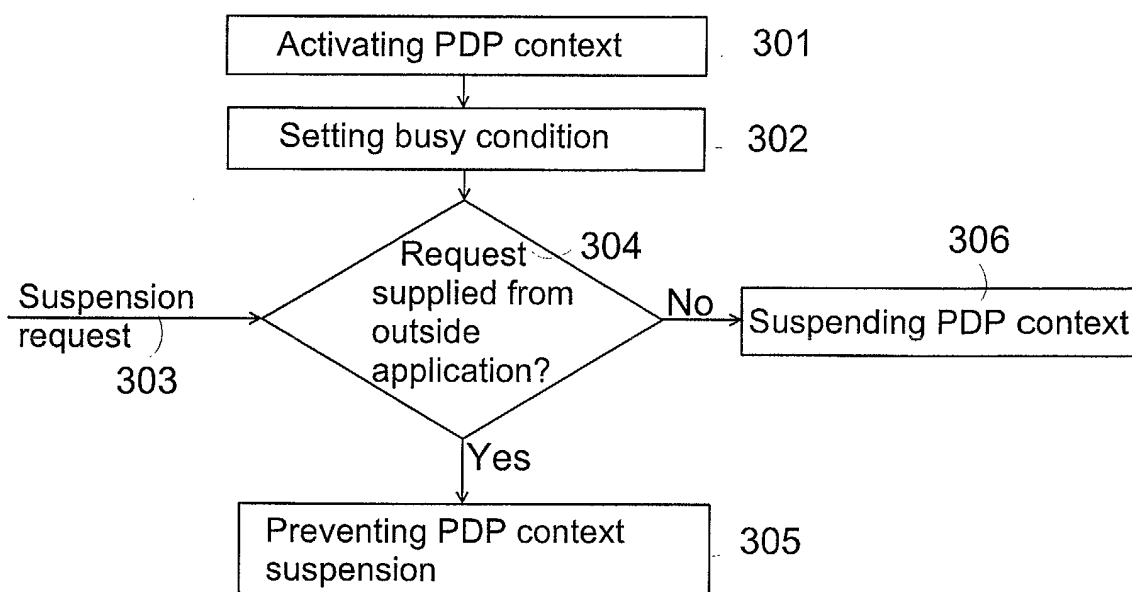 Activating PDP context
301
Setting busy condition
302
Request
supplied from
outside
application?
304
Suspension
request
303
No
306
Suspending PDP context
Yes
Preventing PDP context
suspension
305